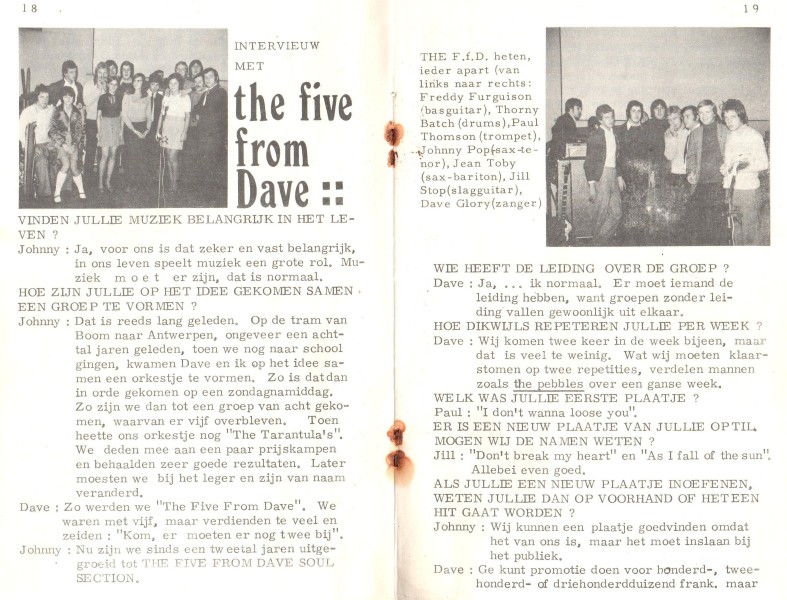 18
INTERVIEUW
MET
the five
from
Dave ::
VINDEN JULLIE MUZIEK BELANGRIJK IN HET LE-
VEN ?
Johnny : Ja, voor ons is dat zeker en vast belangrijk,
in ons leven speelt muziek een grote rol. Mu-
ziek m o e t er zijn, dat is normaal.
HOE ZIJN JULLIE OP HET IDEE GEKOMEN SAMEN
EEN GROEP TE VORMEN ?
Johnny : Dat is reeds lang geleden. Op de tram van
Boom naar Antwerpen, ongeveer een acht-
tal jaren geleden, toen we nog naar school
gingen, kwamen Dave en ik op het idee sa-
men een orkestje te vormen. Zo is dat dan
in orde gekomen op een zondagnamiddag.
Zo zijn we dan tot een groep van acht geko-
men, waarvan er vijf overbleven. Toen
heette ons orkestje nog "The Tarantula's".
We deden mee aan een paar prijskampen
en behaalden zeer goede rezultaten. Later
moesten we bij het leger en zijn van naam
veranderd.
Dave : Zo werden we "The Five From Dave". We
waren met vijf, maar verdienden te veel en
zeiden : "Kom, er moeten er nog twee bij".
Johnny : Nu zijn we sinds een tweetal jaren uitge-
groeid tot THE FIVE FROM DAVE SOUL
SECTION.
19
THE F.f.D. heten,
ieder apart (van
links naar rechts :
Freddy Furguison
(basguitar), Thorny
Batch (drums), Paul
Thomson (trompet),
Johnny Pop (sax-te-
nor), Jean Toby
(sax-bariton), Jill
Stop (slagguitar),
Dave Glory (zanger)
WIE HEEFT DE LEIDING OVER DE GROEP ?
Dave : Ja, ... ik normaal. Er moet iemand de
leiding hebben, want groepen zonder lei-
ding vallen gewoonlijk uit elkaar.
HOE DIKWIJLS REPETEREN JULLIE PER WEEK ?
Dave : Wij komen twee keer in de week bijeen, maar
dat is veel te weinig. Wat wij moeten klaar-
stomen op twee repetities, verdelen mannen
zoals the pebbles over een ganse week.
WELK WAS JULLIE EERSTE PLAATJE ?
Paul : "I don't wanna loose you".
ER IS EEN NIEUW PLAATJE VAN JULLIE OP TIL,
MOGEN WIJ DE NAMEN WETEN ?
Jill : "Don't break my heart" en "As I fall of the sun".
Allebei even goed.
ALS JULLIE EEN NIEUW PLAATJE INOEFENEN,
WETEN JULLIE DAN OP VOORHAND OF HET EEN
HIT GAAT WORDEN ?
Johnny : Wij kunnen een plaatje goedvinden omdat
het van ons is, maar het moet inslaan bij
het publiek.
Dave : Ge kunt promotie doen voor honderd-, twee-
honderd- of driehonderdduizend frank. maar